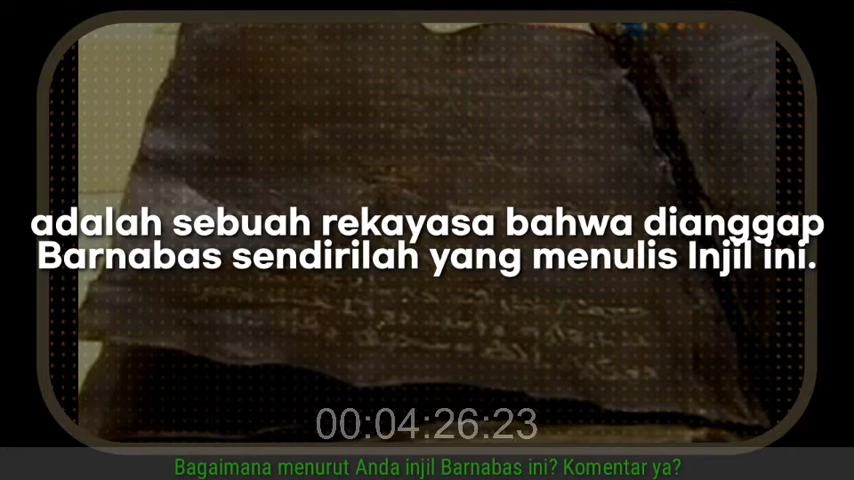 adalah sebuah rekayasa bahwa dianggap
Barnabas sendirilah yang menulis Injil ini.
00:04:26:23
Bagaimana menurut Anda injil Barnabas ini? Komentar ya?